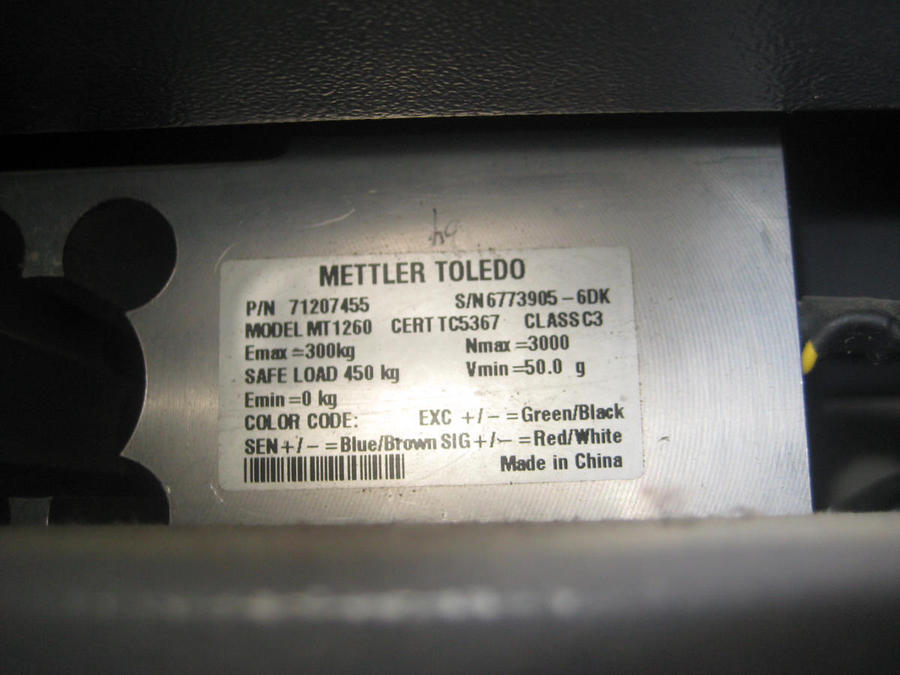 METTLER TOLEDO
P/N 71207455 S/N 6773905-6DK
MODEL MT1260 CERT TC5367 CLASS C3
Emax =300kg Nmax =3000
SAFE LOAD 450 kg Vmin =50.0 g
Emin =0 kg
COLOR CODE: EXC +/- =Green/Black
SEN+/- =Blue/Brown SIG+/- =Red/White
Made in China